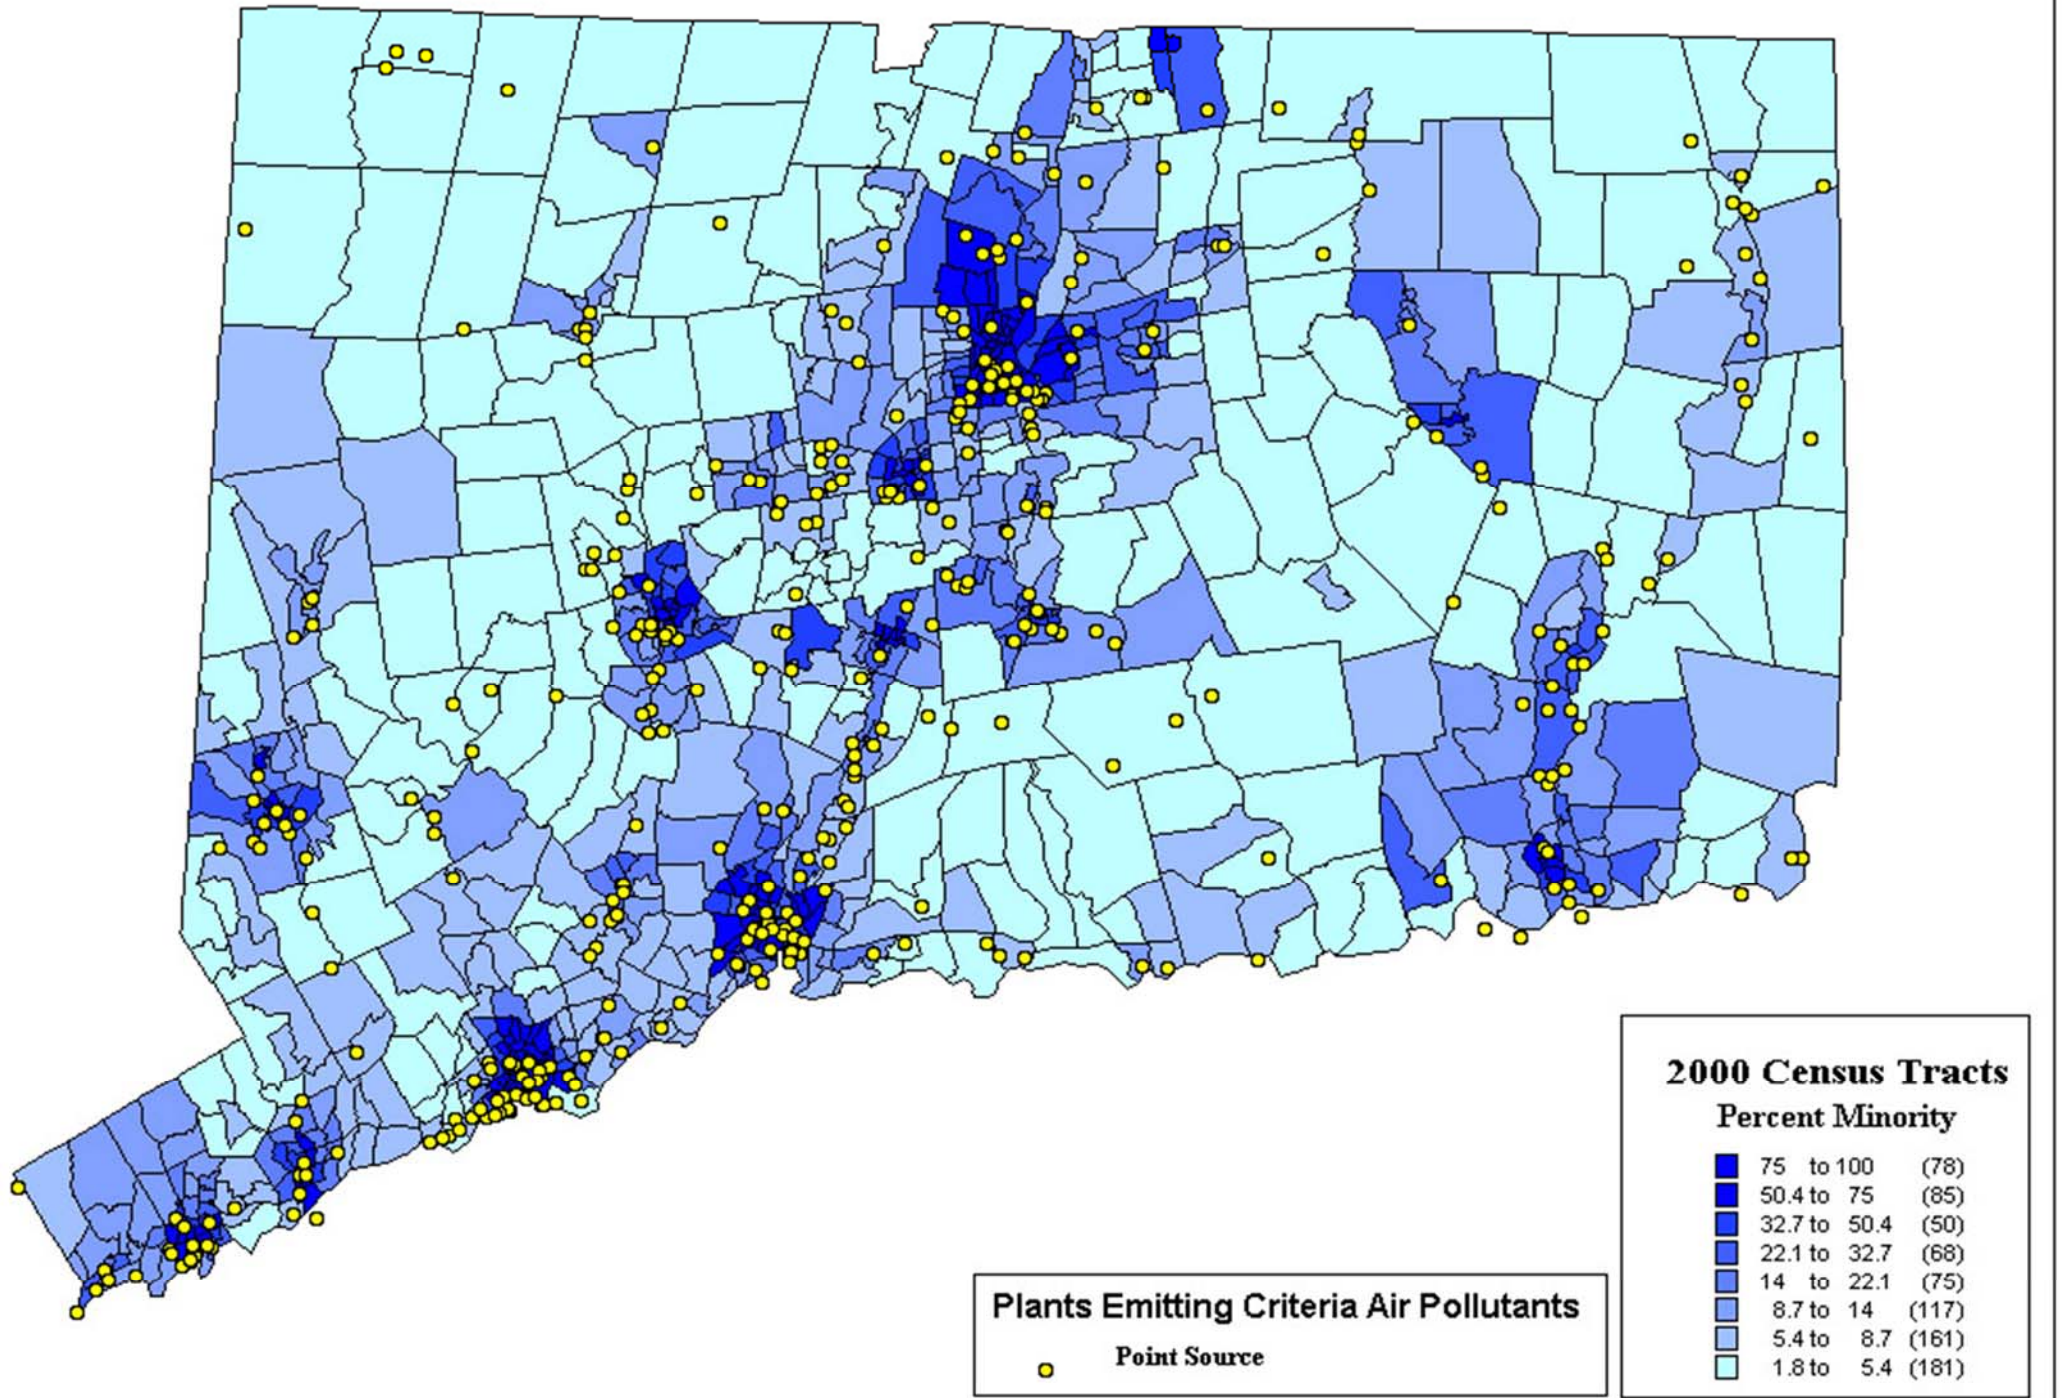 2000 Census Tracts
Percent Minority
75 to 100 (78)
50.4 to 75 (85)
32.7 to 50.4 (50)
22.1 to 32.7 (68)
14 to 22.1 (75)
8.7 to 14 (117)
5.4 to 8.7 (161)
1.8 to 5.4 (181)
Plants Emitting Criteria Air Pollutants
Point Source